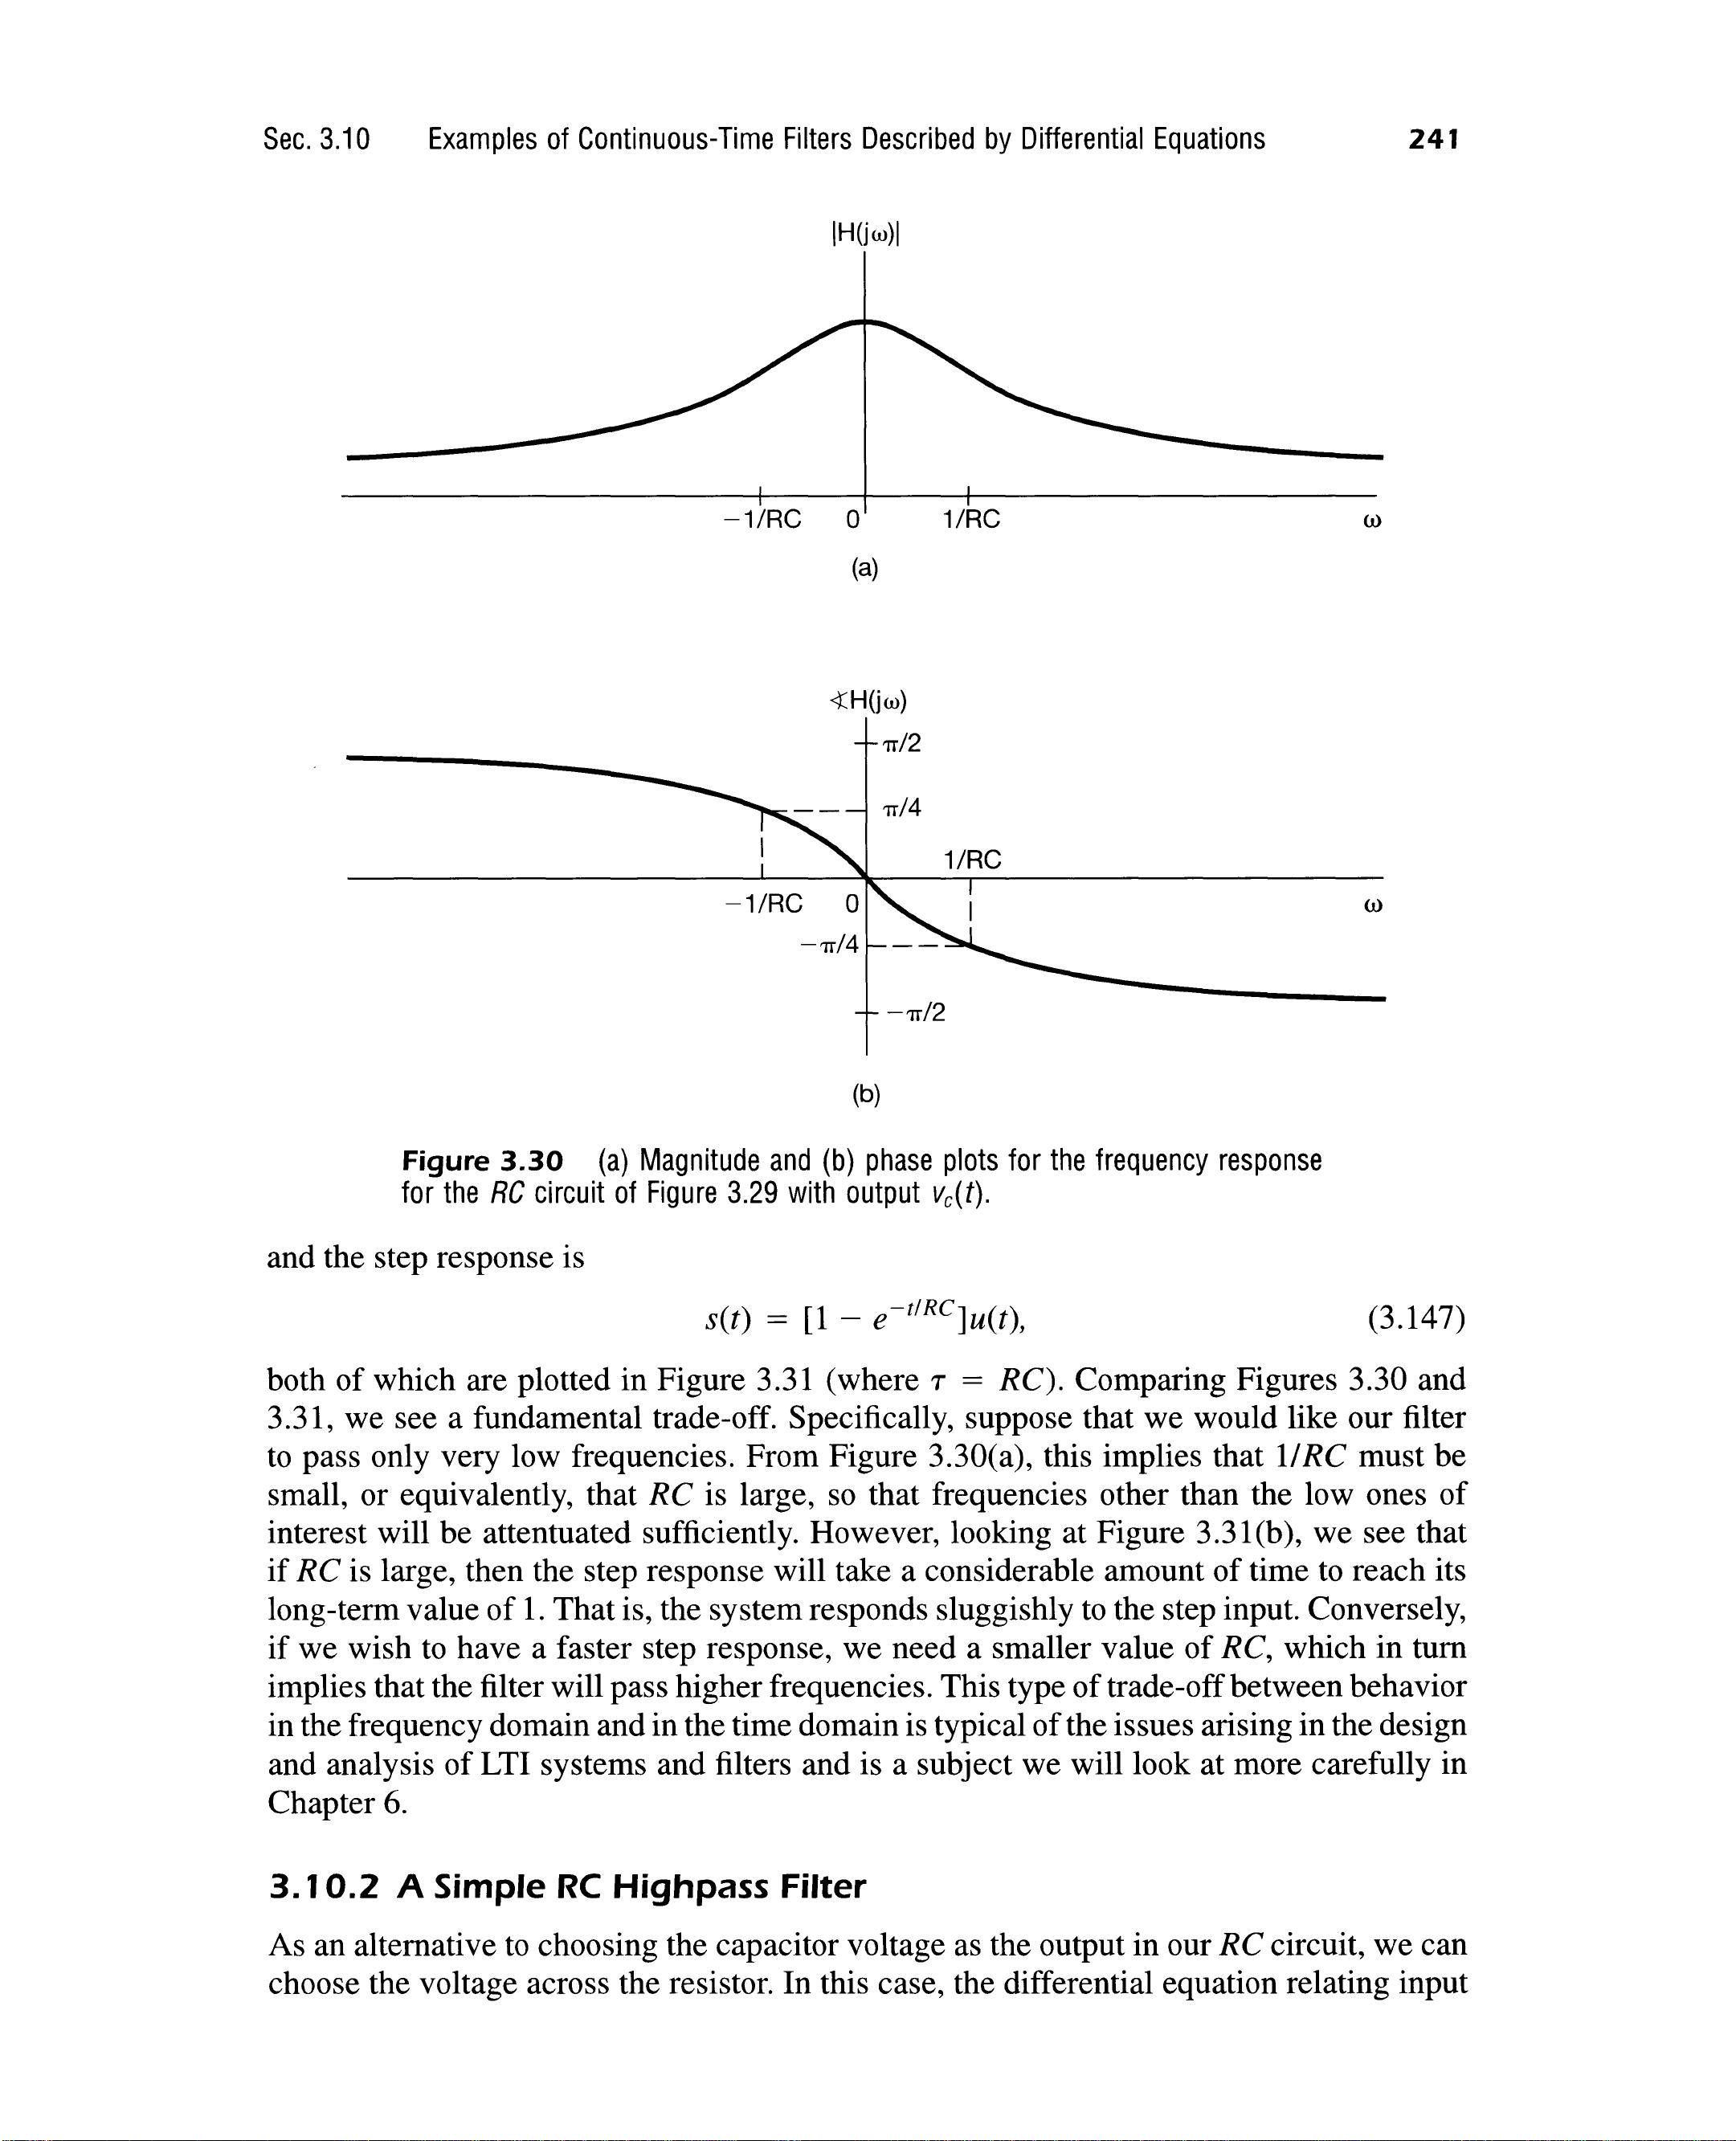 Sec. 3.10 Examples of Continuous-Time Filters Described by Differential Equations 241
|H(jω)|
−1/RC 0 1/RC ω
(a)
∢H(jω)
π/2
π/4
1/RC
−1/RC 0 ω
−π/4
−π/2
(b)
Figure 3.30 (a) Magnitude and (b) phase plots for the frequency response
for the RC circuit of Figure 3.29 with output vc(t).
and the step response is
s(t) = [1 − e^{−t/RC}]u(t), (3.147)
both of which are plotted in Figure 3.31 (where τ = RC). Comparing Figures 3.30 and
3.31, we see a fundamental trade-off. Specifically, suppose that we would like our filter
to pass only very low frequencies. From Figure 3.30(a), this implies that 1/RC must be
small, or equivalently, that RC is large, so that frequencies other than the low ones of
interest will be attentuated sufficiently. However, looking at Figure 3.31(b), we see that
if RC is large, then the step response will take a considerable amount of time to reach its
long-term value of 1. That is, the system responds sluggishly to the step input. Conversely,
if we wish to have a faster step response, we need a smaller value of RC, which in turn
implies that the filter will pass higher frequencies. This type of trade-off between behavior
in the frequency domain and in the time domain is typical of the issues arising in the design
and analysis of LTI systems and filters and is a subject we will look at more carefully in
Chapter 6.
3.10.2 A Simple RC Highpass Filter
As an alternative to choosing the capacitor voltage as the output in our RC circuit, we can
choose the voltage across the resistor. In this case, the differential equation relating input